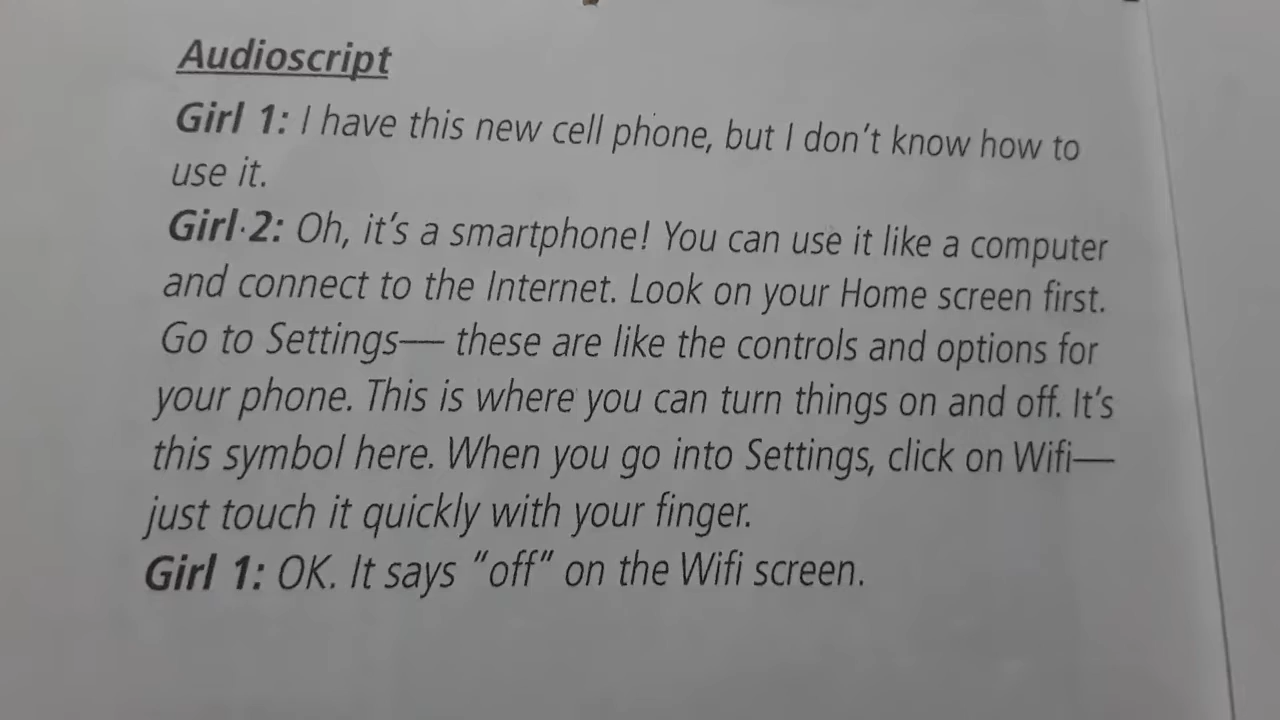 Audioscript
Girl 1: I have this new cell phone, but I don't know how to
use it.
Girl 2: Oh, it's a smartphone! You can use it like a computer
and connect to the Internet. Look on your Home screen first.
Go to Settings— these are like the controls and options for
your phone. This is where you can turn things on and off. It's
this symbol here. When you go into Settings, click on Wifi—
just touch it quickly with your finger.
Girl 1: OK. It says "off" on the Wifi screen.